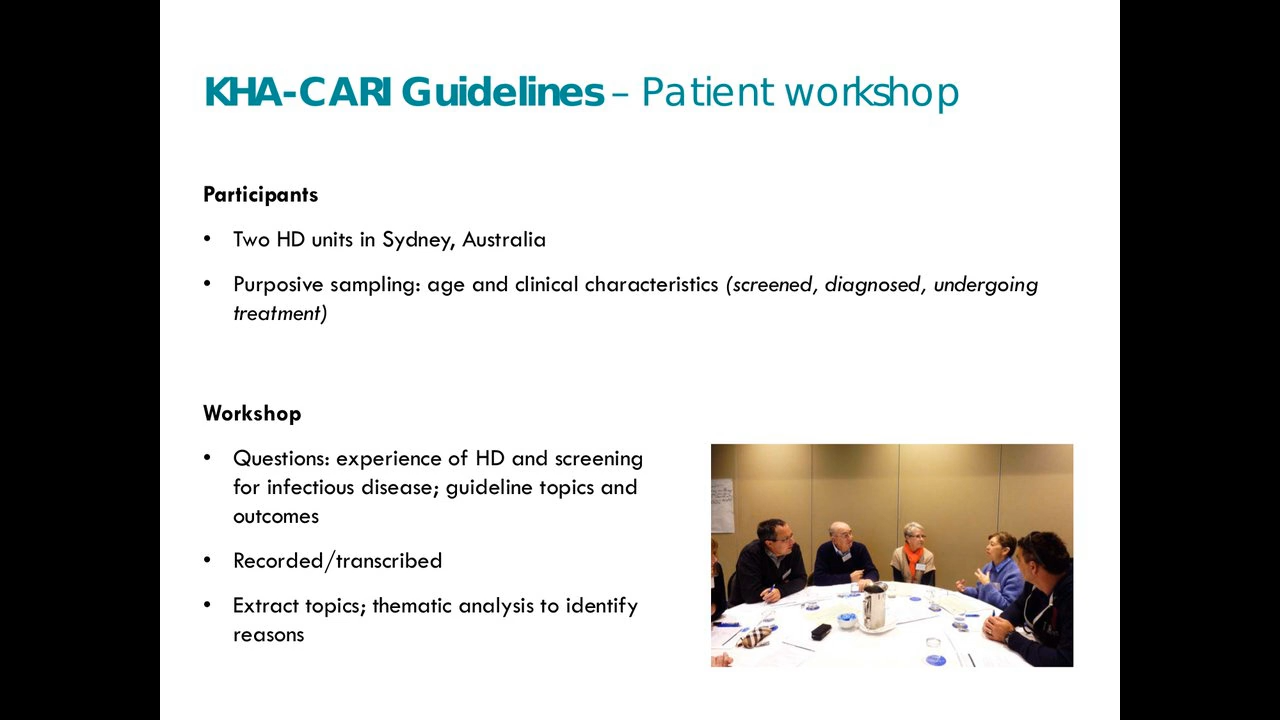 KHA-CARI Guidelines – Patient workshop
Participants
• Two HD units in Sydney, Australia
• Purposive sampling: age and clinical characteristics (screened, diagnosed, undergoing
treatment)
Workshop
• Questions: experience of HD and screening
for infectious disease; guideline topics and
outcomes
• Recorded/transcribed
• Extract topics; thematic analysis to identify
reasons